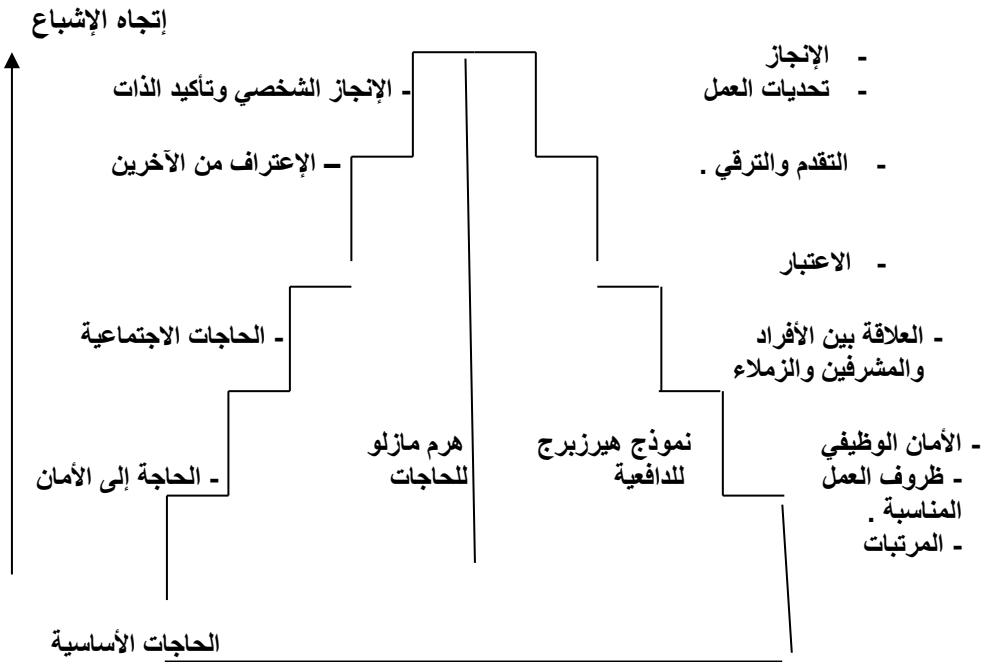 إتجاه الإشباع
- الإنجاز
- تحديات العمل
- الإنجاز الشخصي وتأكيد الذات
- التقدم والترقي .
– الإعتراف من الآخرين
- الاعتبار
- العلاقة بين الأفراد
والمشرفين والزملاء
- الحاجات الاجتماعية
- الأمان الوظيفي
- ظروف العمل
المناسبة .
- المرتبات
نموذج هيرزبرج
للدافعية
هرم مازلو
للحاجات
- الحاجة إلى الأمان
الحاجات الأساسية